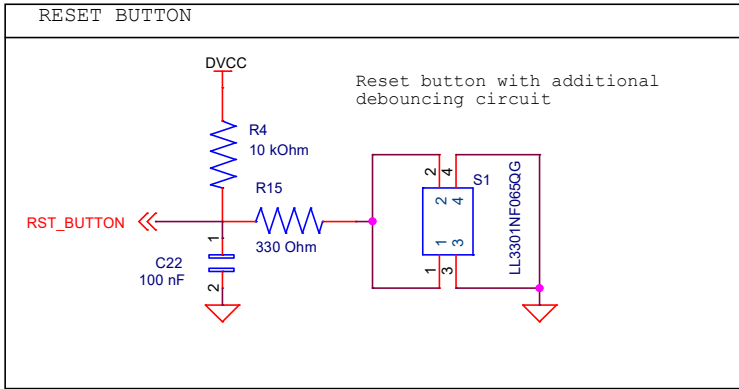 RESET BUTTON
DVCC
Reset button with additional
debouncing circuit
R4
10 kOhm
R15
330 Ohm
RST_BUTTON
C22
100 nF
1
2
2
4
2
4
1
3
1
3
S1
LL3301NF065QG